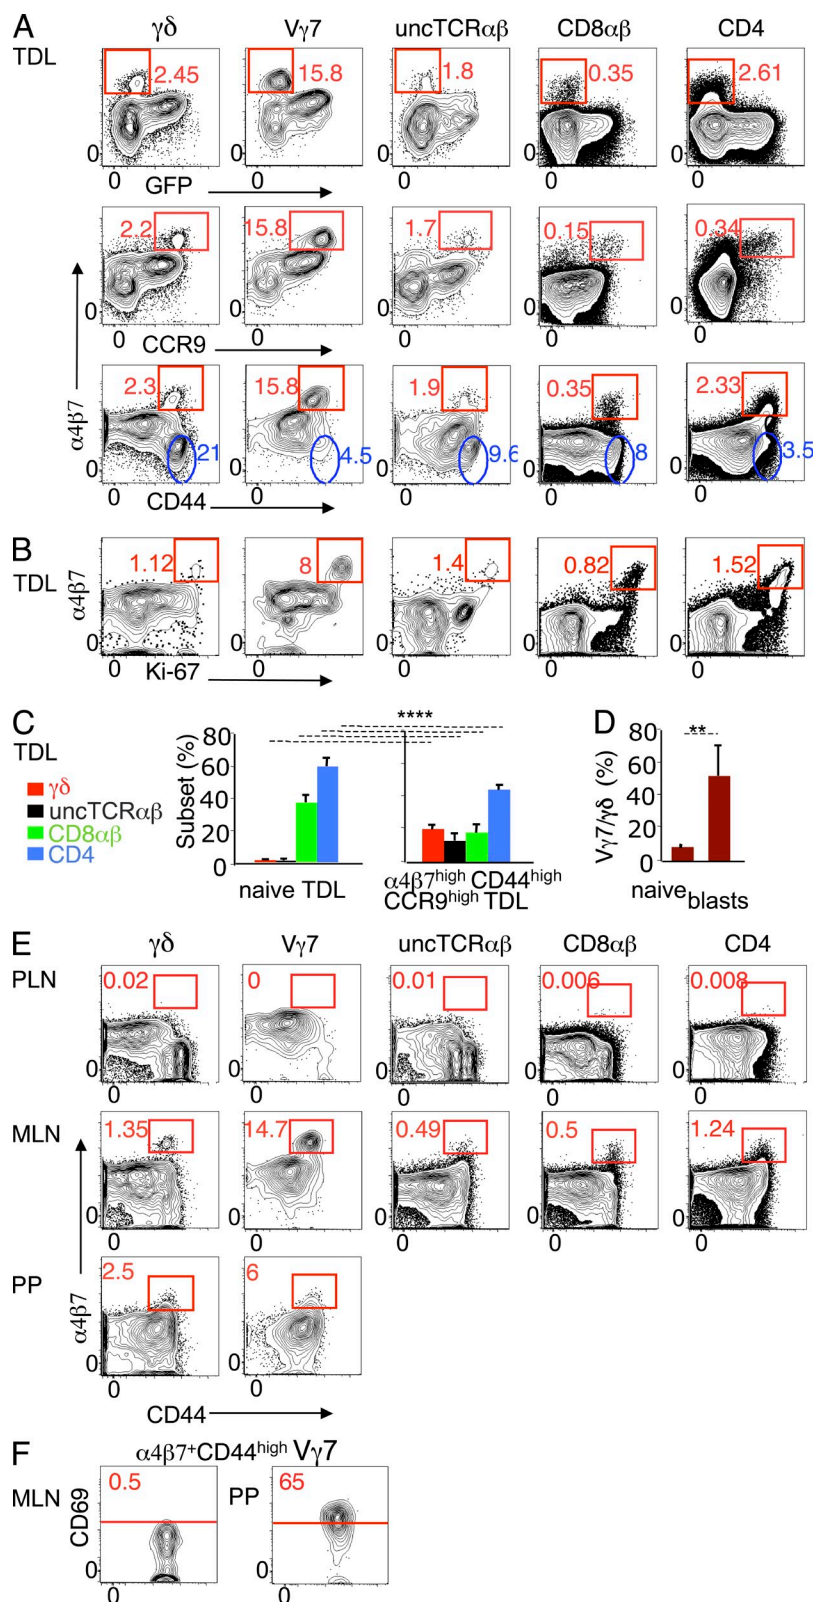 A
γδ Vγ7 uncTCRαβ CD8αβ CD4
TDL
2.45 15.8 1.8 0.35 2.61
0 0 0 0 0
0 0 0 0 0
GFP
2.2 15.8 1.7 0.15 0.34
0 0 0 0 0
0 0 0 0 0
CCR9
α4β7
2.3 15.8 1.9 0.35 2.33
21 4.5 9.6 8 3.5
0 0 0 0 0
0 0 0 0 0
CD44
B
TDL
α4β7
1.12 8 1.4 0.82 1.52
0 0 0 0 0
0 0 0 0 0
Ki-67
C
TDL
γδ
uncTCRαβ
CD8αβ
CD4
Subset (%)
80
60
40
20
0
****
naive TDL
α4β7high CD44high
CCR9high TDL
D
Vγ7/γδ (%)
80
60
40
20
0
**
naive blasts
E
γδ Vγ7 uncTCRαβ CD8αβ CD4
PLN
0.02 0 0.01 0.006 0.008
0 0 0 0 0
0 0 0 0 0
MLN
1.35 14.7 0.49 0.5 1.24
0 0 0 0 0
0 0 0 0 0
PP
2.5 6
α4β7
0 0
0 0
CD44
F
α4β7+CD44high Vγ7
MLN
CD69
0.5
0
0
PP
65
0
0